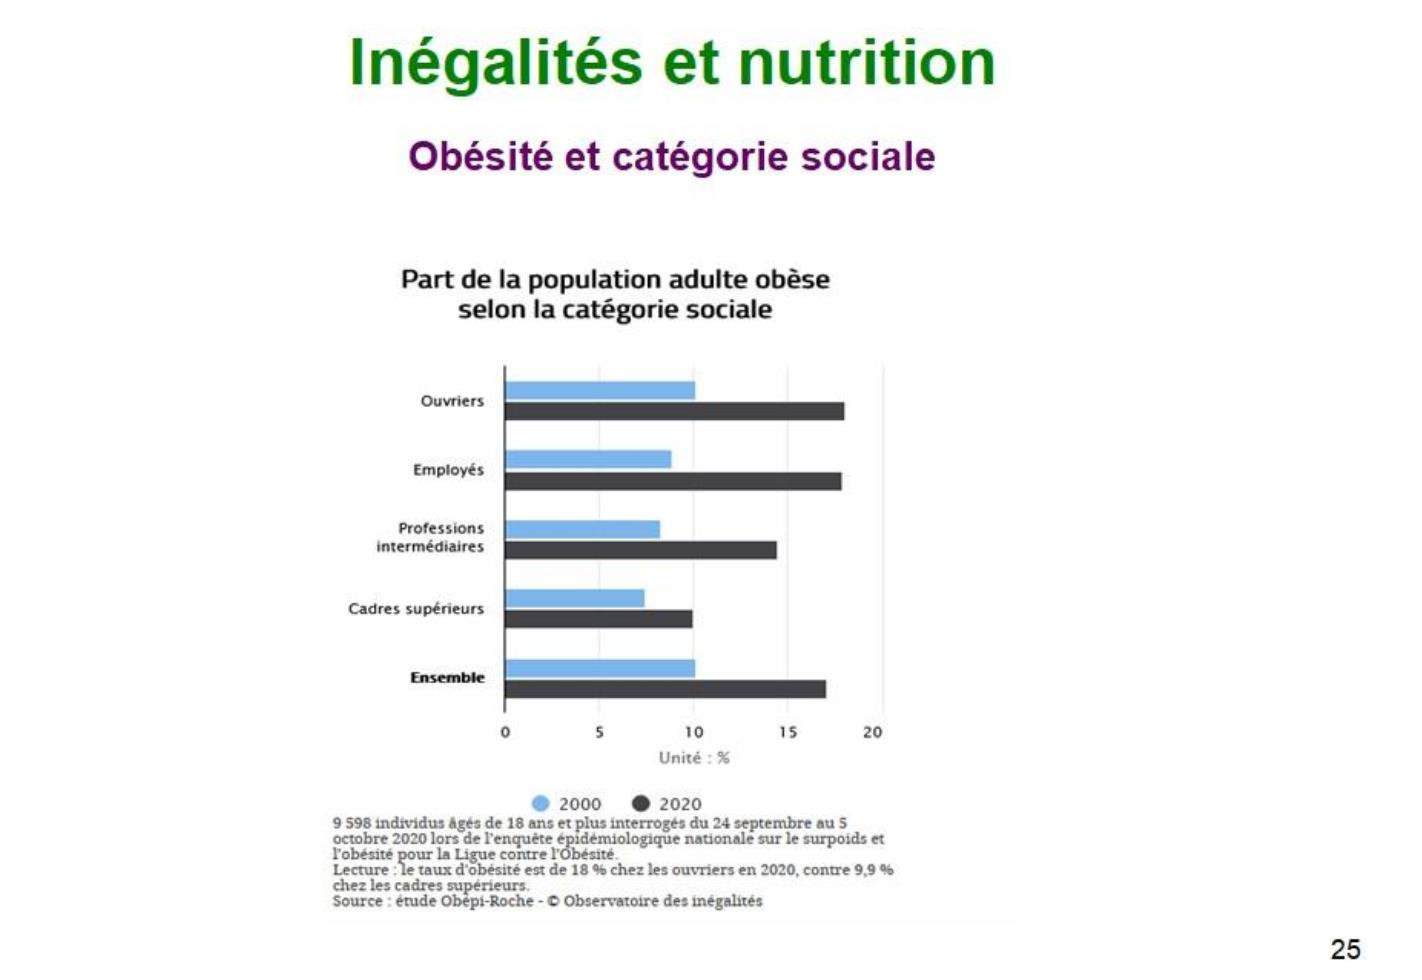 Inégalités et nutrition
Obésité et catégorie sociale
Part de la population adulte obèse
selon la catégorie sociale
Ouvriers
Employés
Professions
intermédiaires
Cadres supérieurs
Ensemble
0 5 10 15 20
Unité : %
2000 2020
9 598 individus âgés de 18 ans et plus interrogés du 24 septembre au 5
octobre 2020 lors de l'enquête épidémiologique nationale sur le surpoids et
l'obésité pour la Ligue contre l'Obésité.
Lecture : le taux d'obésité est de 18 % chez les ouvriers en 2020, contre 9,9 %
chez les cadres supérieurs.
Source : étude Obépi-Roche - © Observatoire des inégalités
25